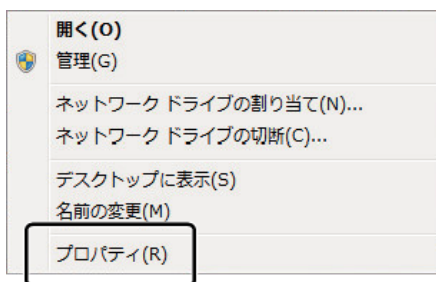 開く(O)
管理(G)
ネットワーク ドライブの割り当て(N)...
ネットワーク ドライブの切断(C)...
デスクトップに表示(S)
名前の変更(M)
プロパティ(R)